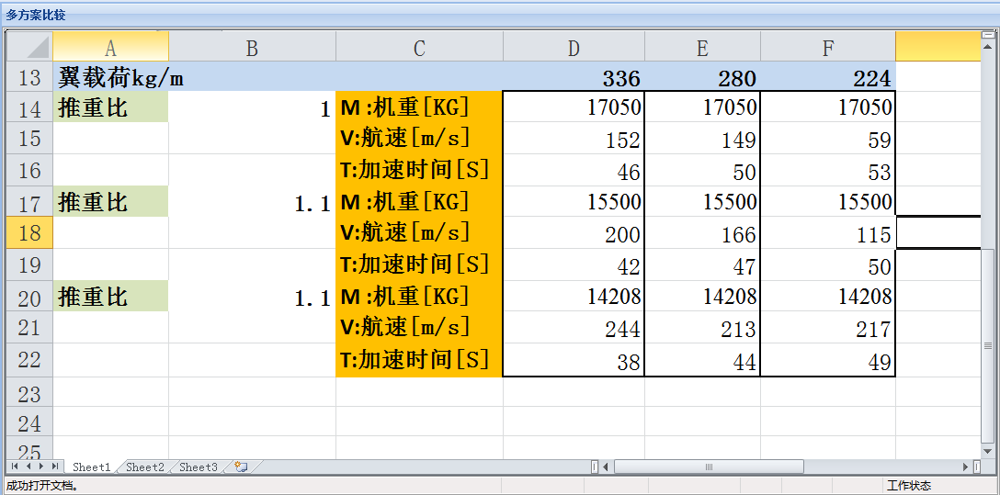 多方案比较
A B C D E F
13 翼载荷kg/m 336 280 224
14 推重比 1 M :机重[KG] 17050 17050 17050
15 V:航速[m/s] 152 149 59
16 T:加速时间[S] 46 50 53
17 推重比 1.1 M :机重[KG] 15500 15500 15500
18 V:航速[m/s] 200 166 115
19 T:加速时间[S] 42 47 50
20 推重比 1.1 M :机重[KG] 14208 14208 14208
21 V:航速[m/s] 244 213 217
22 T:加速时间[S] 38 44 49
23
24
25
Sheet1 Sheet2 Sheet3
成功打开文档。 工作状态